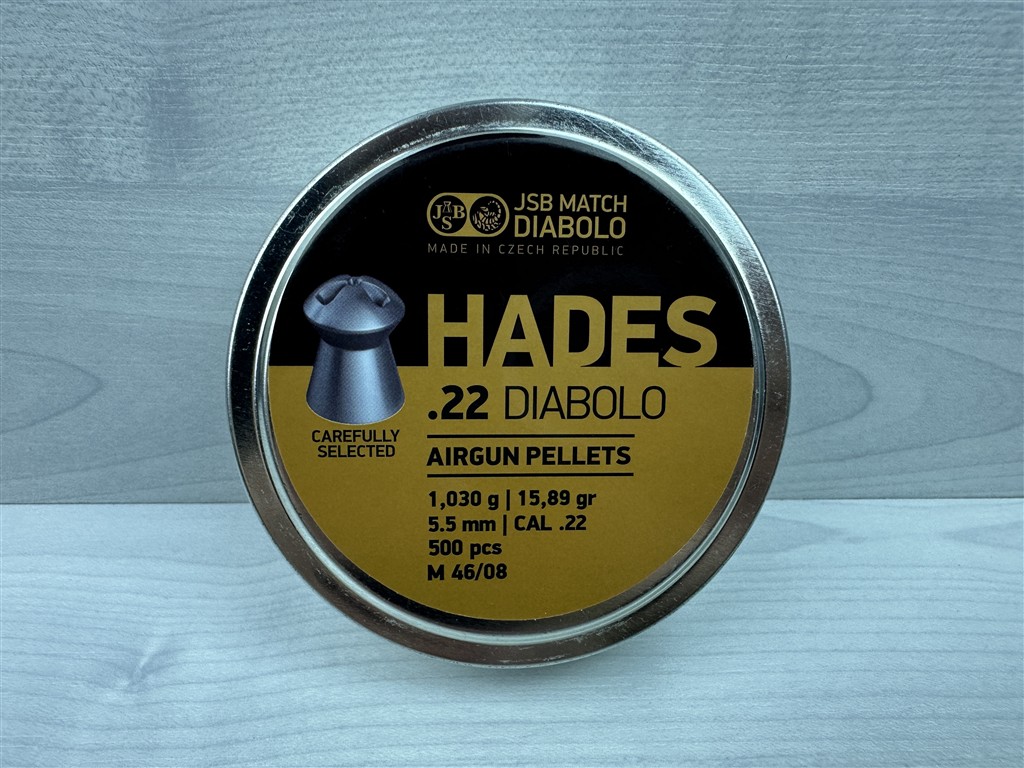 JSB
JSB MATCH
DIABOLO
MADE IN CZECH REPUBLIC
HADES
.22 DIABOLO
CAREFULLY
SELECTED
AIRGUN PELLETS
1,030 g | 15,89 gr
5.5 mm | CAL .22
500 pcs
M 46/08